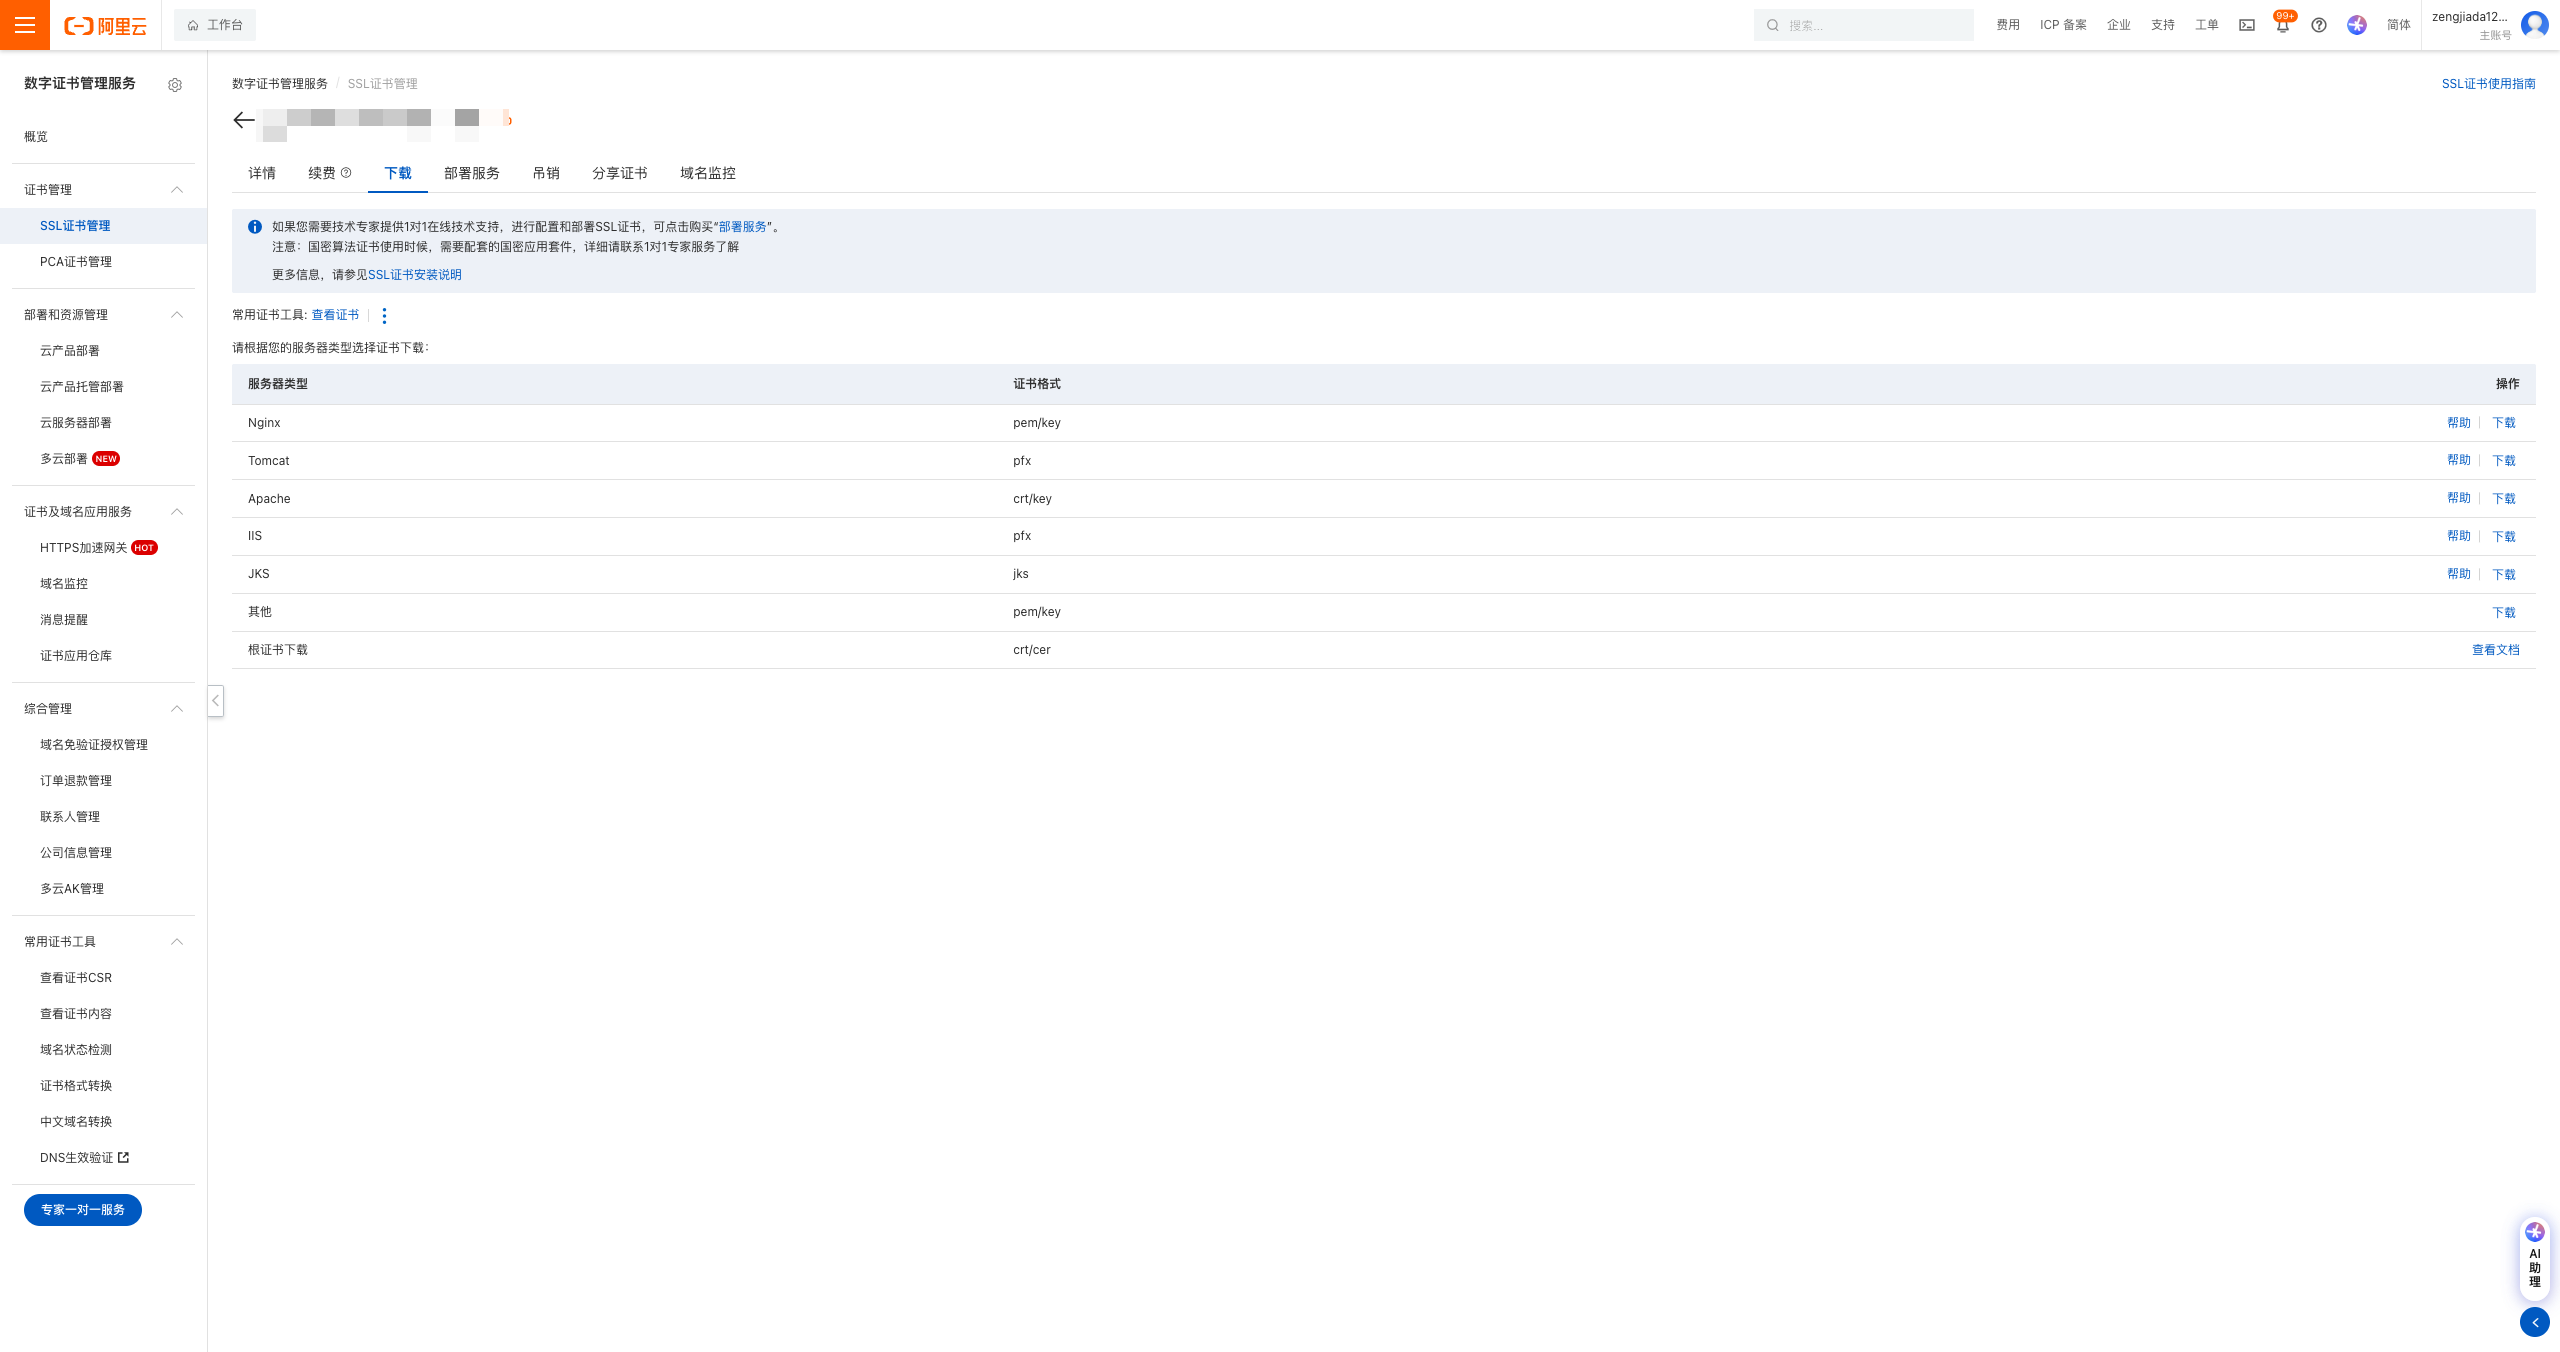 阿里云
工作台
搜索...
费用
ICP 备案
企业
支持
工单
99+
简体
zengjiada12...
主账号
数字证书管理服务
概览
证书管理
SSL证书管理
PCA证书管理
部署和资源管理
云产品部署
云产品托管部署
云服务器部署
多云部署 NEW
证书及域名应用服务
HTTPS加速网关 HOT
域名监控
消息提醒
证书应用仓库
综合管理
域名免验证授权管理
订单退款管理
联系人管理
公司信息管理
多云AK管理
常用证书工具
查看证书CSR
查看证书内容
域名状态检测
证书格式转换
中文域名转换
DNS生效验证
专家一对一服务
数字证书管理服务 / SSL证书管理
SSL证书使用指南
详情 续费 下载 部署服务 吊销 分享证书 域名监控
如果您需要技术专家提供1对1在线技术支持，进行配置和部署SSL证书，可点击购买“部署服务”。
注意：国密算法证书使用时候，需要配套的国密应用套件，详细请联系1对1专家服务了解
更多信息，请参见SSL证书安装说明
常用证书工具: 查看证书
请根据您的服务器类型选择证书下载：
服务器类型 证书格式 操作
Nginx pem/key 帮助 下载
Tomcat pfx 帮助 下载
Apache crt/key 帮助 下载
IIS pfx 帮助 下载
JKS jks 帮助 下载
其他 pem/key 下载
根证书下载 crt/cer 查看文档
AI
助
理